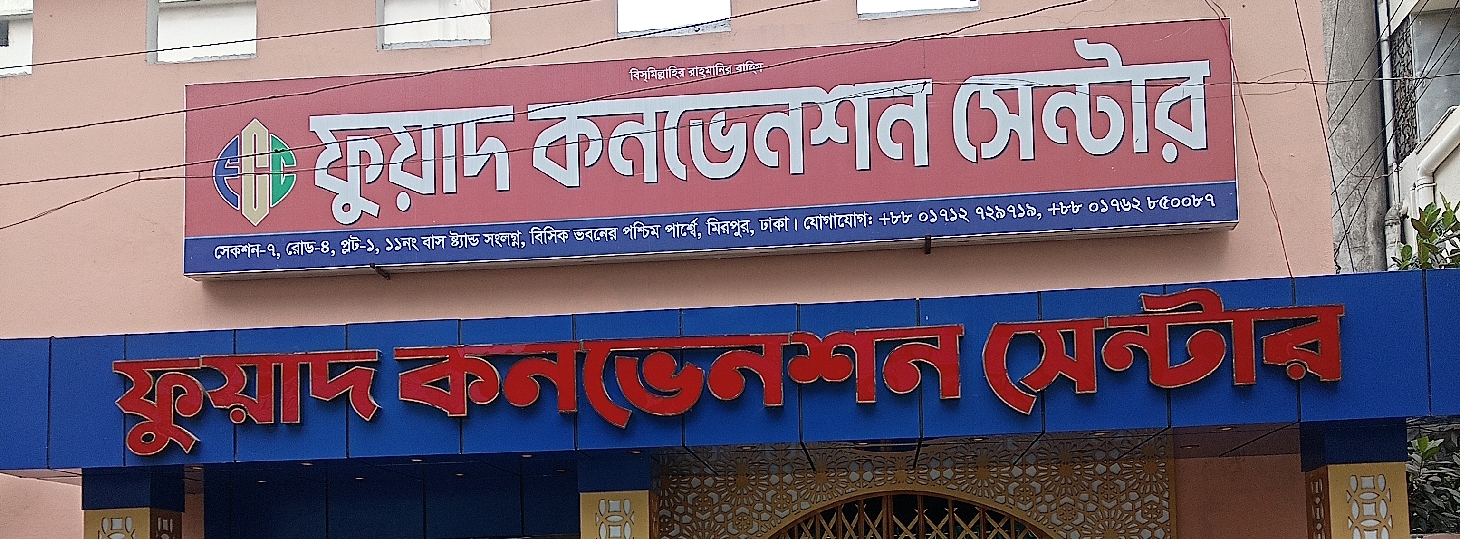 বিসমিল্লাহির রাহমানির রাহিম
FCC
ফুয়াদ কনভেনশন সেন্টার
সেকশন-৭, রোড-৪, প্লট-১, ১১নং বাস ষ্ট্যান্ড সংলগ্ন, বিসিক ভবনের পশ্চিম পার্শ্বে, মিরপুর, ঢাকা। যোগাযোগ: +৮৮ ০১৭১২ ৭২৯৭১৯, +৮৮ ০১৭৬২ ৮৫০০৮৭
ফুয়াদ কনভেনশন সেন্টার